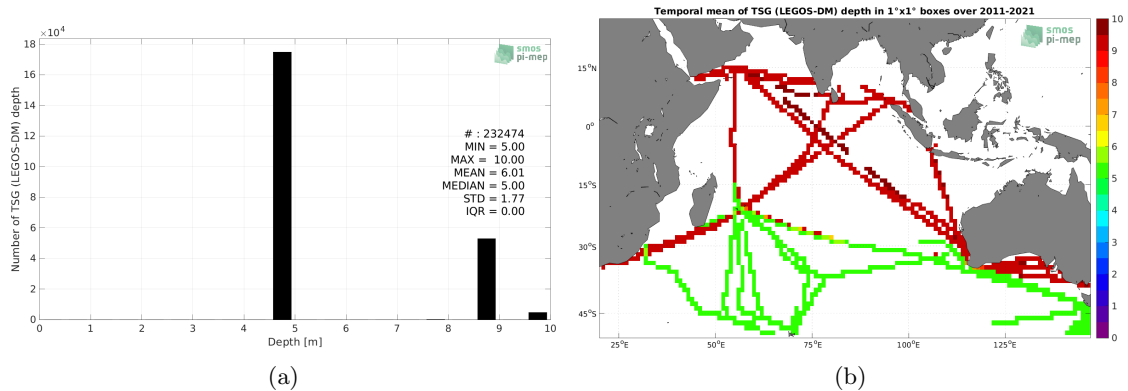 ×10⁴
18
16
14
12
10
8
6
4
2
0
Number of TSG (LEGOS-DM) depth
smos
pi-mep
# : 232474
MIN = 5.00
MAX = 10.00
MEAN = 6.01
MEDIAN = 5.00
STD = 1.77
IQR = 0.00
0 1 2 3 4 5 6 7 8 9 10
Depth [m]
(a)
Temporal mean of TSG (LEGOS-DM) depth in 1°x1° boxes over 2011-2021
smos
pi-mep
15°N
0°
15°S
30°S
45°S
25°E 50°E 75°E 100°E 125°E
10
9
8
7
6
5
4
3
2
1
0
(b)